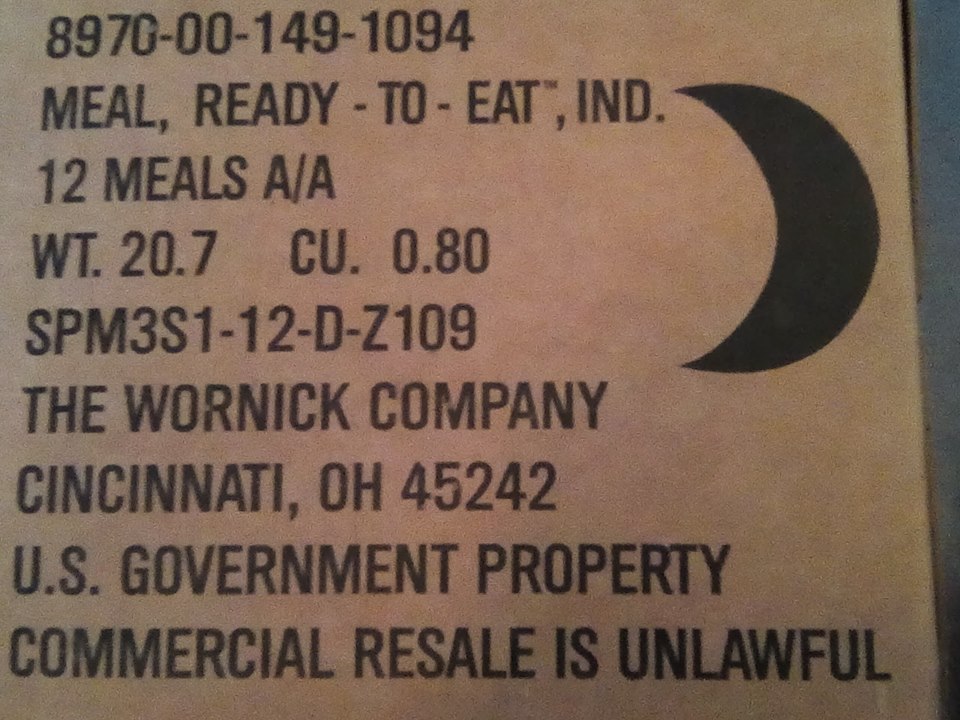 8970-00-149-1094
MEAL, READY - TO - EAT™, IND.
12 MEALS A/A
WT. 20.7 CU. 0.80
SPM3S1-12-D-Z109
THE WORNICK COMPANY
CINCINNATI, OH 45242
U.S. GOVERNMENT PROPERTY
COMMERCIAL RESALE IS UNLAWFUL